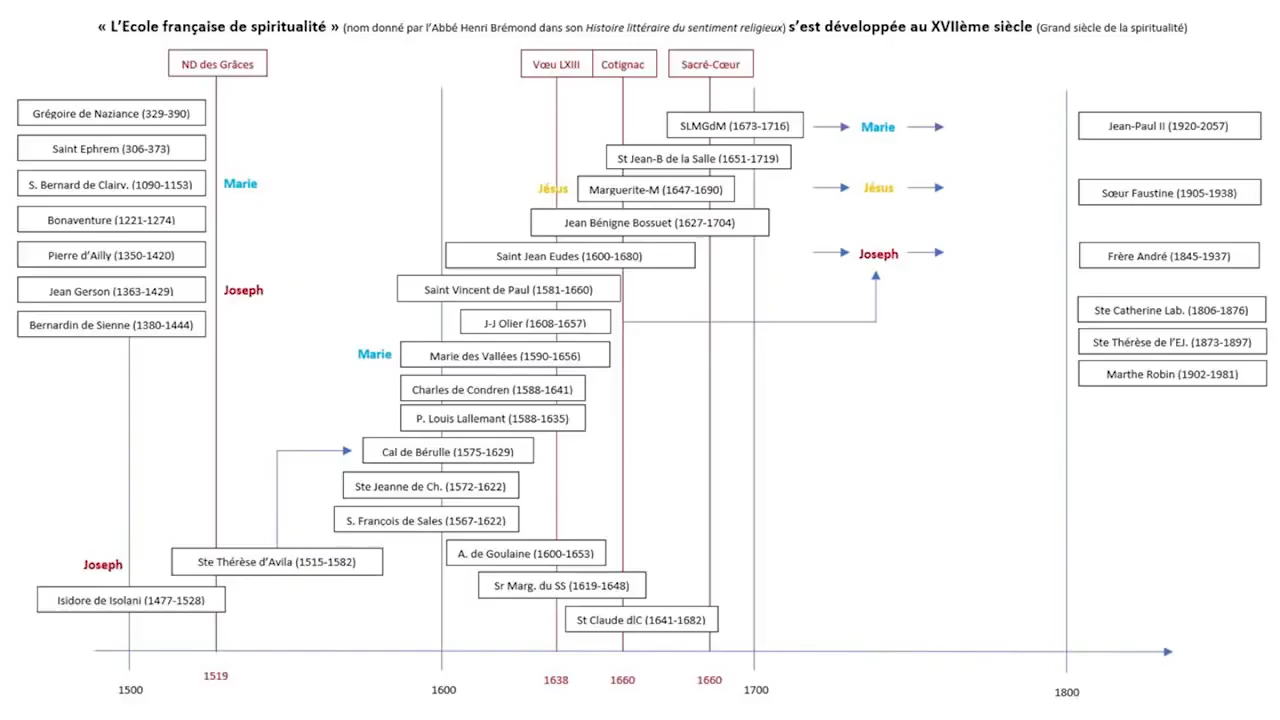 « L’Ecole française de spiritualité » (nom donné par l’Abbé Henri Brémond dans son Histoire littéraire du sentiment religieux) s’est développée au XVIIème siècle (Grand siècle de la spiritualité)
ND des Grâces
Vœu LXIII
Cotignac
Sacré-Cœur
Grégoire de Naziance (329-390)
Saint Ephrem (306-373)
S. Bernard de Clairv. (1090-1153)
Marie
Bonaventure (1221-1274)
Pierre d’Ailly (1350-1420)
Jean Gerson (1363-1429)
Joseph
Bernardin de Sienne (1380-1444)
SLMGdM (1673-1716)
Marie
Jean-Paul II (1920-2057)
St Jean-B de la Salle (1651-1719)
Jésus
Marguerite-M (1647-1690)
Jésus
Sœur Faustine (1905-1938)
Jean Bénigne Bossuet (1627-1704)
Saint Jean Eudes (1600-1680)
Joseph
Frère André (1845-1937)
Saint Vincent de Paul (1581-1660)
Ste Catherine Lab. (1806-1876)
J-J Olier (1608-1657)
Ste Thérèse de l’EJ. (1873-1897)
Marie
Marie des Vallées (1590-1656)
Marthe Robin (1902-1981)
Charles de Condren (1588-1641)
P. Louis Lallemant (1588-1635)
Cal de Bérulle (1575-1629)
Ste Jeanne de Ch. (1572-1622)
S. François de Sales (1567-1622)
A. de Goulaine (1600-1653)
Joseph
Ste Thérèse d’Avila (1515-1582)
Sr Marg. du SS (1619-1648)
Isidore de Isolani (1477-1528)
St Claude dlC (1641-1682)
1500
1519
1600
1638
1660
1660
1700
1800